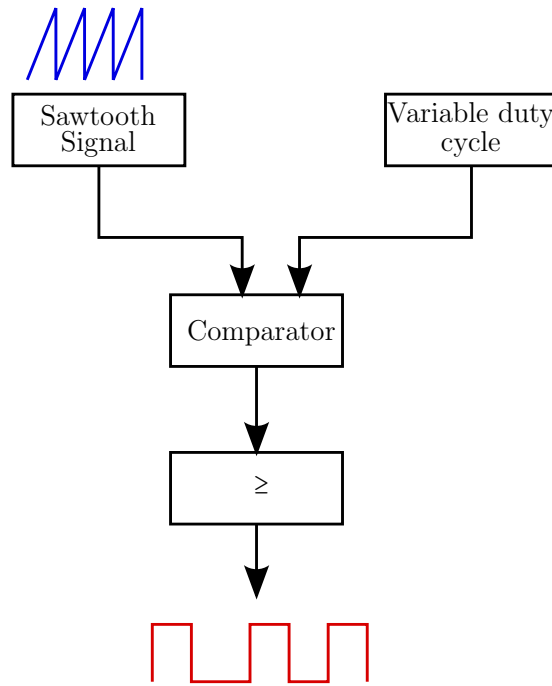 Sawtooth
Signal
Variable duty
cycle
Comparator
≥